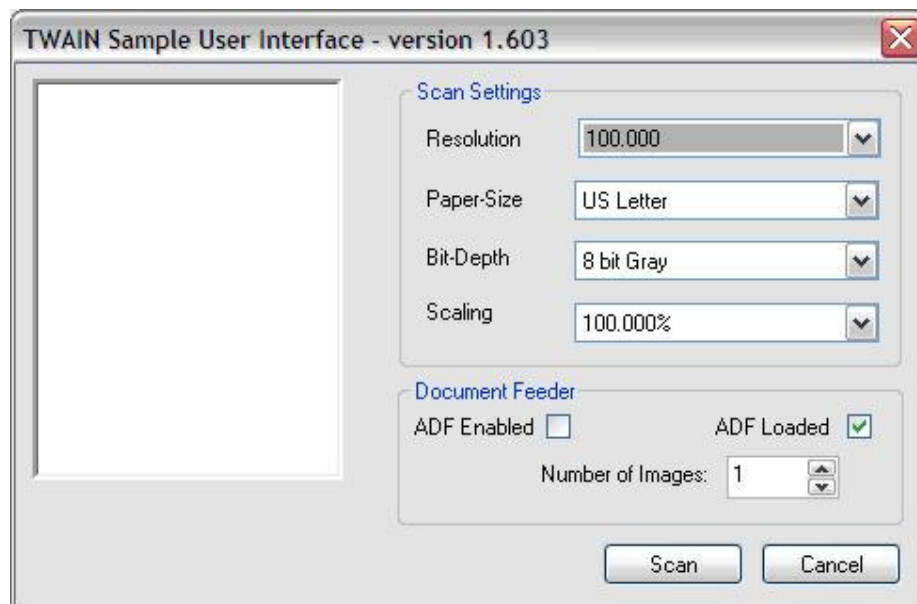 TWAIN Sample User Interface - version 1.603
Scan Settings
Resolution 100.000
Paper-Size US Letter
Bit-Depth 8 bit Gray
Scaling 100.000%
Document Feeder
ADF Enabled ADF Loaded
Number of Images: 1
Scan Cancel